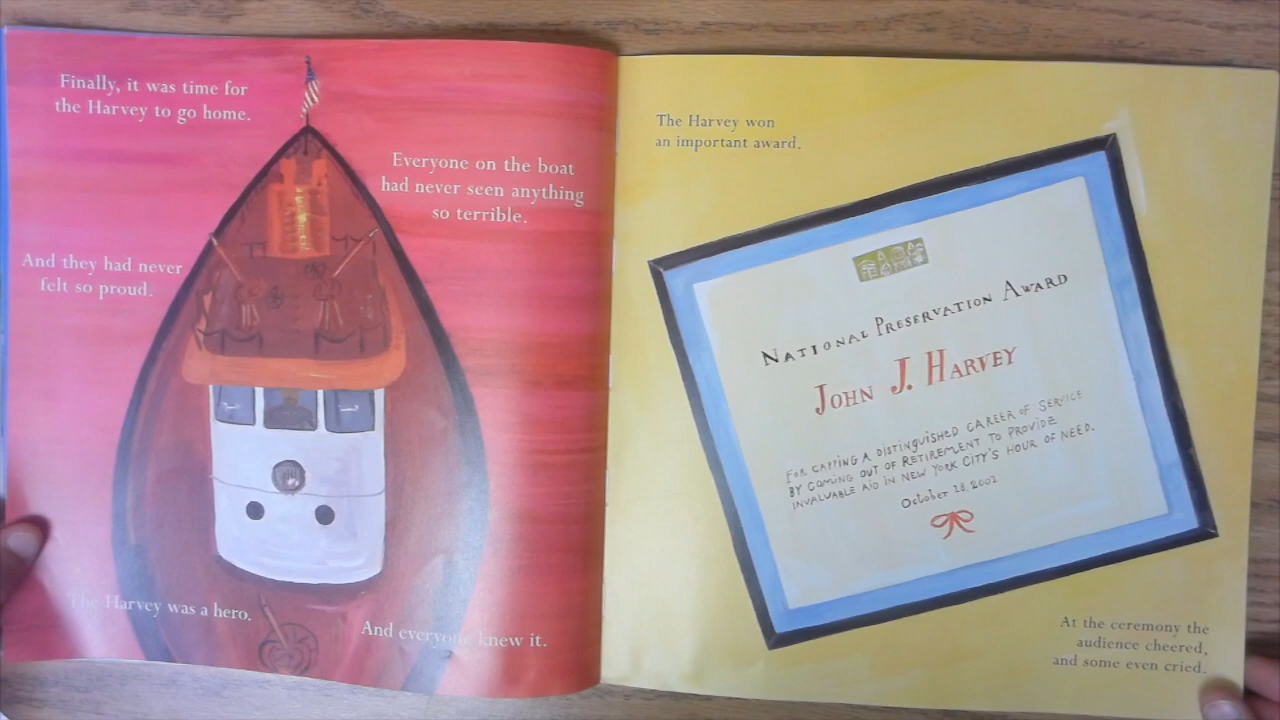 Finally, it was time for
the Harvey to go home.
Everyone on the boat
had never seen anything
so terrible.
And they had never
felt so proud.
The Harvey was a hero.
And everyone knew it.
The Harvey won
an important award.
NATIONAL PRESERVATION AWARD
JOHN J. HARVEY
FOR CAPPING A DISTINGUISHED CAREER OF SERVICE
BY COMING OUT OF RETIREMENT TO PROVIDE
INVALUABLE AID IN NEW YORK CITY'S HOUR OF NEED.
October
At the ceremony the
audience cheered,
and some even cried.